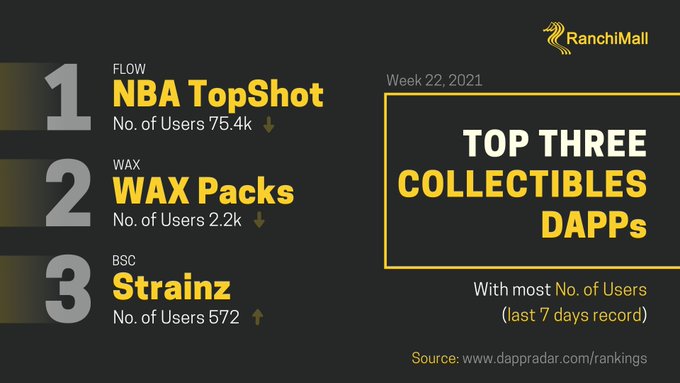 RanchiMall
Week 22, 2021
TOP THREE
COLLECTIBLES
DAPPs
With most No. of Users
(last 7 days record)
1
FLOW
NBA TopShot
No. of Users 75.4k
2
WAX
WAX Packs
No. of Users 2.2k
3
BSC
Strainz
No. of Users 572
Source: www.dappradar.com/rankings